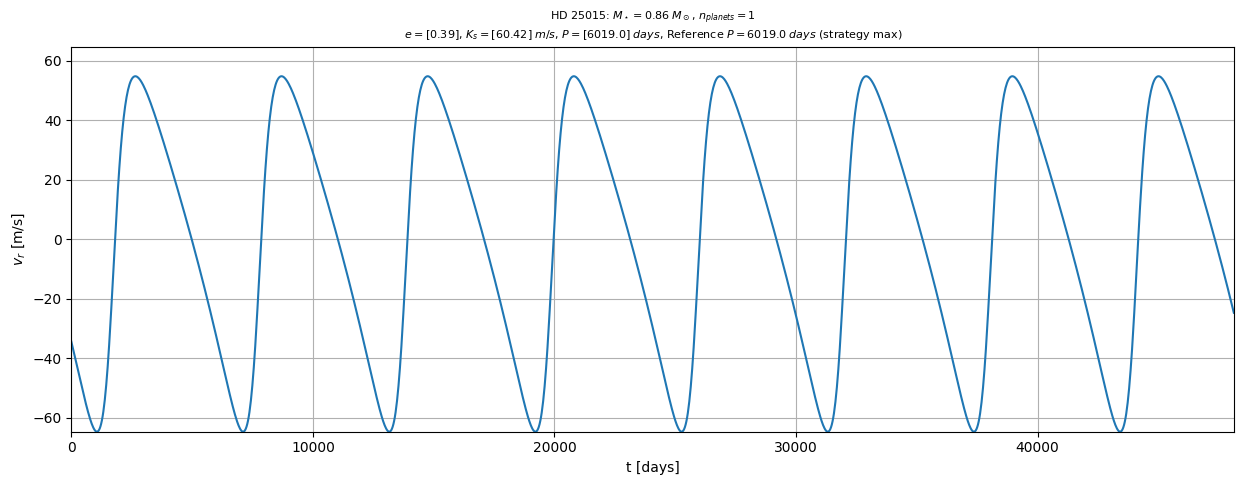 HD 25015: M⋆ = 0.86 M⊙, nplanets = 1
e = [0.39], Ks = [60.42] m/s, P = [6019.0] days, Reference P = 6019.0 days (strategy max)
60
40
20
0
−20
−40
−60
vr [m/s]
0 10000 20000 30000 40000
t [days]